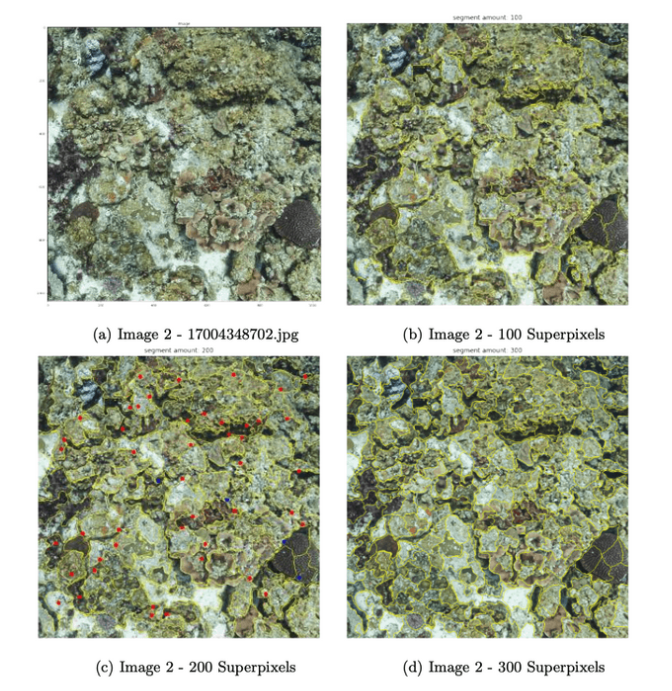 image
segment amount: 100
(a) Image 2 - 17004348702.jpg
(b) Image 2 - 100 Superpixels
segment amount: 200
segment amount: 300
(c) Image 2 - 200 Superpixels
(d) Image 2 - 300 Superpixels